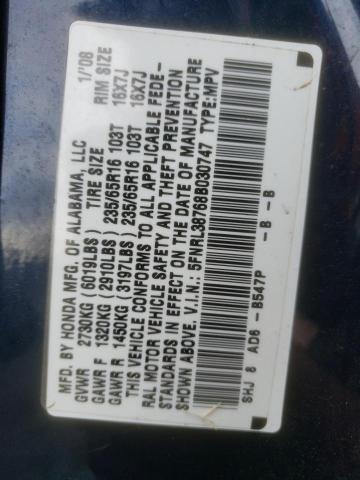 MFD. BY HONDA MFG. OF ALABAMA, LLC 1/'08
GVWR 2730KG (6019LBS) TIRE SIZE RIM SIZE
GAWR F 1320KG (2910LBS) 235/65R16 103T 16X7J
GAWR R 1450KG (3197LBS) 235/65R16 103T 16X7J
THIS VEHICLE CONFORMS TO ALL APPLICABLE FEDE-
RAL MOTOR VEHICLE SAFETY AND THEFT PREVENTION
STANDARDS IN EFFECT ON THE DATE OF MANUFACTURE
SHOWN ABOVE. V.I.N.: 5FNRL38768B030747 TYPE:MPV
SHJ 8 AD6 - B547P - B - B